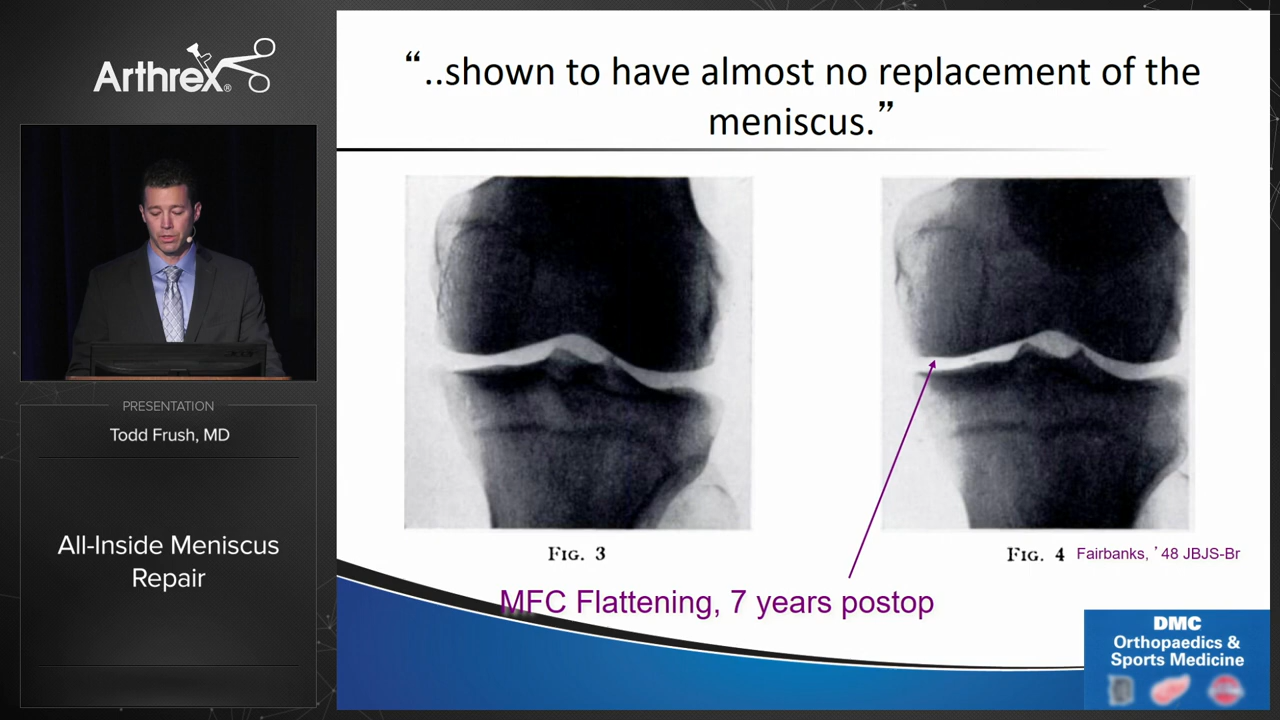 Arthrex®
PRESENTATION
Todd Frush, MD
All-Inside Meniscus
Repair
“..shown to have almost no replacement of the
meniscus.”
FIG. 3
FIG. 4
Fairbanks, ’48 JBJS-Br
MFC Flattening, 7 years postop
DMC
Orthopaedics &
Sports Medicine